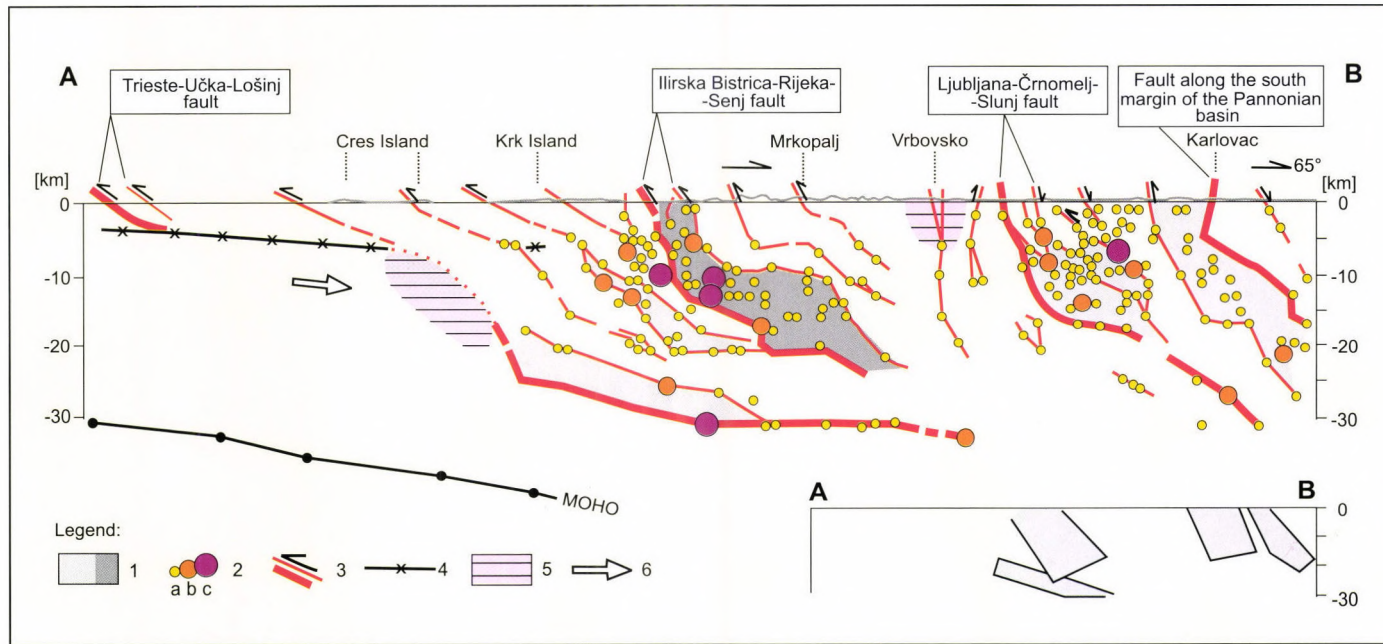 A
B
Trieste-Učka-Lošinj
fault
Ilirska Bistrica-Rijeka-
-Senj fault
Ljubljana-Črnomelj-
-Slunj fault
Fault along the south
margin of the Pannonian
basin
Cres Island
Krk Island
Mrkopalj
Vrbovsko
Karlovac
65°
[km]
[km]
0
0
-10
-10
-20
-20
-30
-30
MOHO
A
B
0
-30
Legend:
1
a b c
2
3
4
5
6